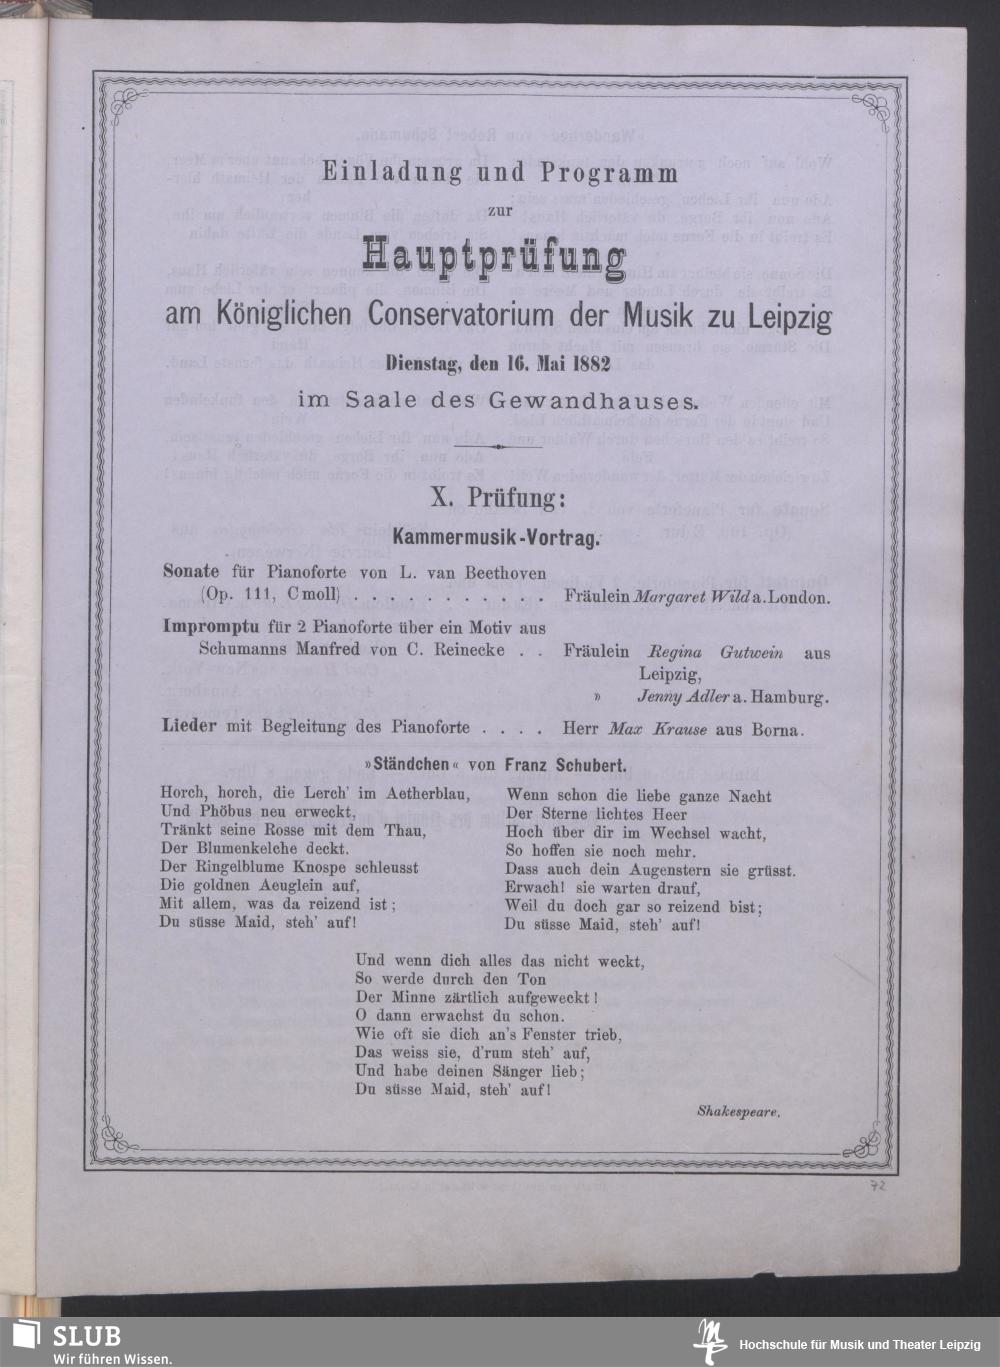 Einladung und Programm
zur
Hauptprüfung
am Königlichen Conservatorium der Musik zu Leipzig
Dienstag, den 16. Mai 1882
im Saale des Gewandhauses.
X. Prüfung:
Kammermusik-Vortrag.
Sonate für Pianoforte von L. van Beethoven
(Op. 111, C moll) . . . . . . . . . . . Fräulein Margaret Wild a. London.
Impromptu für 2 Pianoforte über ein Motiv aus
Schumanns Manfred von C. Reinecke . . Fräulein Regina Gutwein aus
Leipzig,
» Jenny Adler a. Hamburg.
Lieder mit Begleitung des Pianoforte . . . . Herr Max Krause aus Borna.
»Ständchen« von Franz Schubert.
Horch, horch, die Lerch' im Aetherblau,
Und Phöbus neu erweckt,
Tränkt seine Rosse mit dem Thau,
Der Blumenkelche deckt.
Der Ringelblume Knospe schleusst
Die goldnen Aeuglein auf,
Mit allem, was da reizend ist;
Du süsse Maid, steh' auf!
Wenn schon die liebe ganze Nacht
Der Sterne lichtes Heer
Hoch über dir im Wechsel wacht,
So hoffen sie noch mehr.
Dass auch dein Augenstern sie grüsst.
Erwach! sie warten drauf,
Weil du doch gar so reizend bist;
Du süsse Maid, steh' auf!
Und wenn dich alles das nicht weckt,
So werde durch den Ton
Der Minne zärtlich aufgeweckt!
O dann erwachst du schon.
Wie oft sie dich an's Fenster trieb,
Das weiss sie, d'rum steh' auf,
Und habe deinen Sänger lieb;
Du süsse Maid, steh' auf!
Shakespeare.
72
SLUB
Wir führen Wissen.
Hochschule für Musik und Theater Leipzig